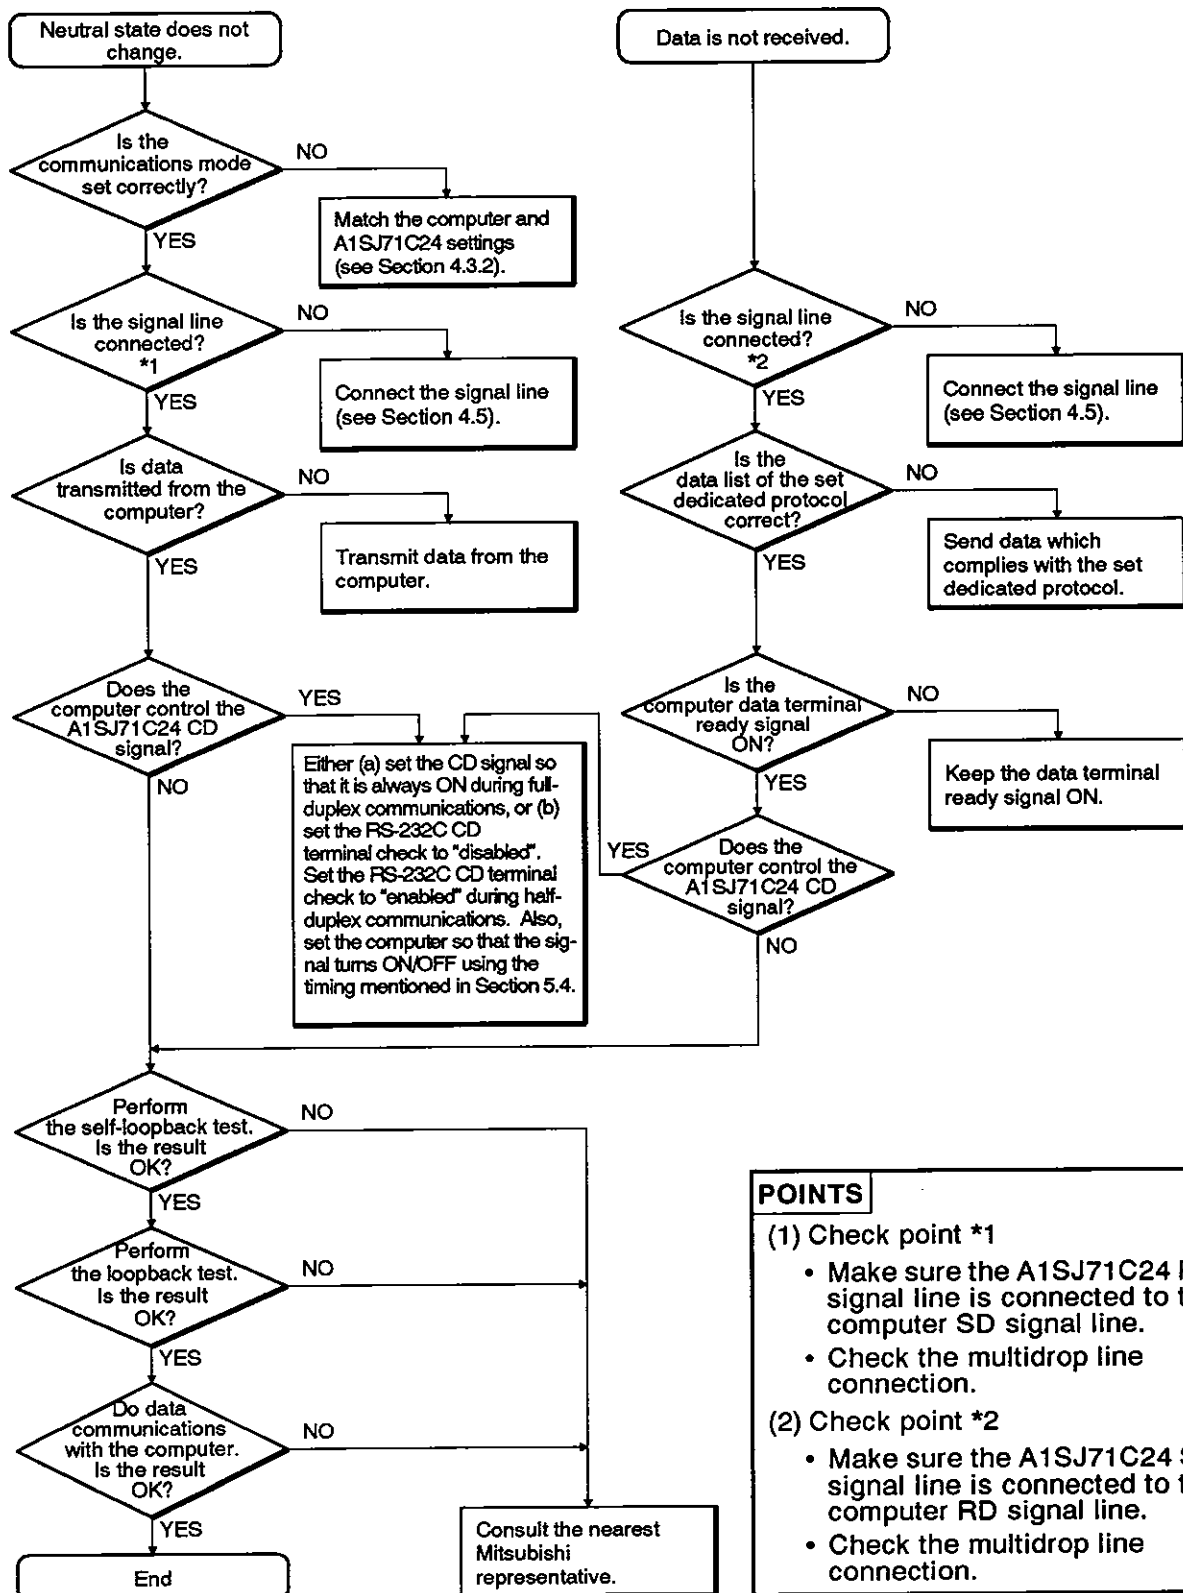 Neutral state does not
change.
Is the
communications mode
set correctly?
NO
YES
Match the computer and
A1SJ71C24 settings
(see Section 4.3.2).
Is the signal line
connected?
*1
NO
YES
Connect the signal line
(see Section 4.5).
Is data
transmitted from the
computer?
NO
YES
Transmit data from the
computer.
Does the
computer control the
A1SJ71C24 CD
signal?
YES
NO
Either (a) set the CD signal so
that it is always ON during full-
duplex communications, or (b)
set the RS-232C CD
terminal check to "disabled".
Set the RS-232C CD terminal
check to "enabled" during half-
duplex communications. Also,
set the computer so that the sig-
nal turns ON/OFF using the
timing mentioned in Section 5.4.
Data is not received.
Is the signal line
connected?
*2
NO
YES
Connect the signal line
(see Section 4.5).
Is the
data list of the set
dedicated protocol
correct?
NO
YES
Send data which
complies with the set
dedicated protocol.
Is the
computer data terminal
ready signal
ON?
NO
YES
Keep the data terminal
ready signal ON.
Does the
computer control the
A1SJ71C24 CD
signal?
YES
NO
Perform
the self-loopback test.
Is the result
OK?
NO
YES
Perform
the loopback test.
Is the result
OK?
NO
YES
Do data
communications
with the computer.
Is the result
OK?
NO
YES
End
Consult the nearest
Mitsubishi
representative.
POINTS
(1) Check point *1
• Make sure the A1SJ71C24
signal line is connected to
computer SD signal line.
• Check the multidrop line
connection.
(2) Check point *2
• Make sure the A1SJ71C24
signal line is connected to
computer RD signal line.
• Check the multidrop line
connection.